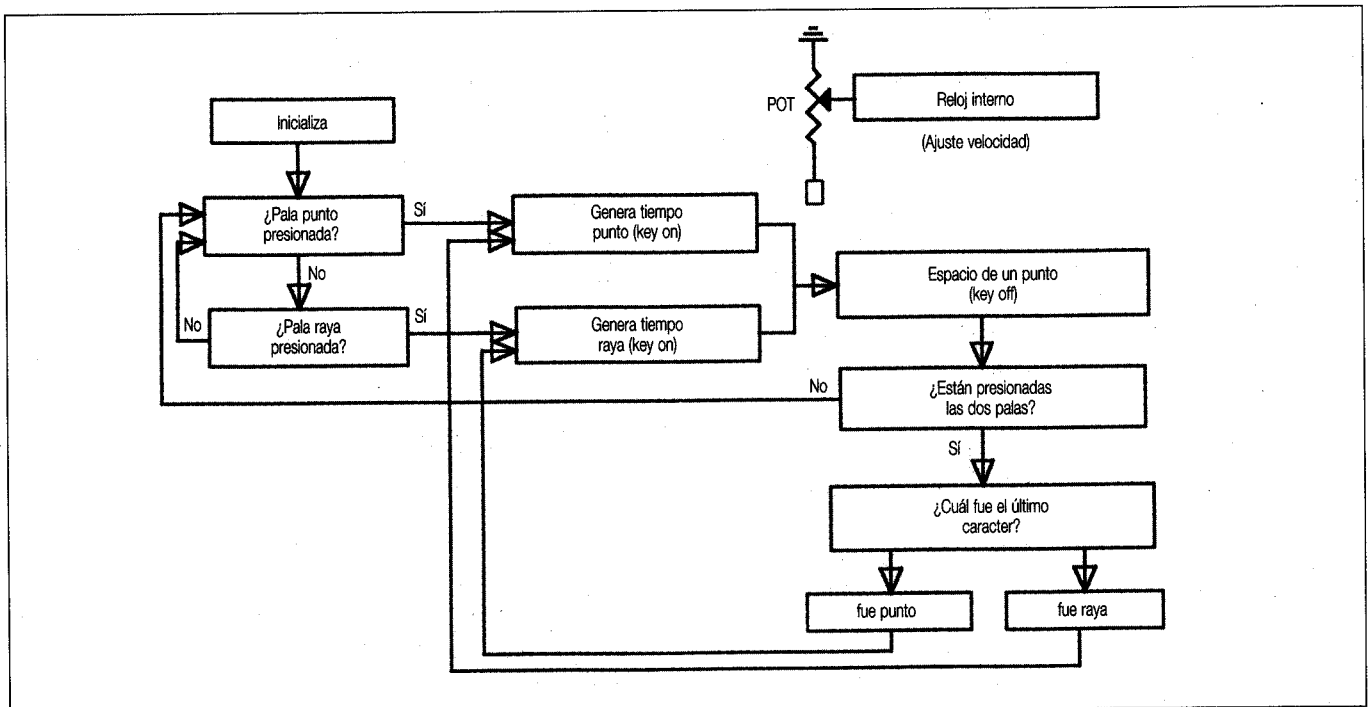 POT
Reloj interno
(Ajuste velocidad)
Inicializa
¿Pala punto
presionada?
Sí
Genera tiempo
punto (key on)
No
Espacio de un punto
(key off)
No
¿Pala raya
presionada?
Sí
Genera tiempo
raya (key on)
No
¿Están presionadas
las dos palas?
Sí
¿Cuál fue el último
caracter?
fue punto
fue raya